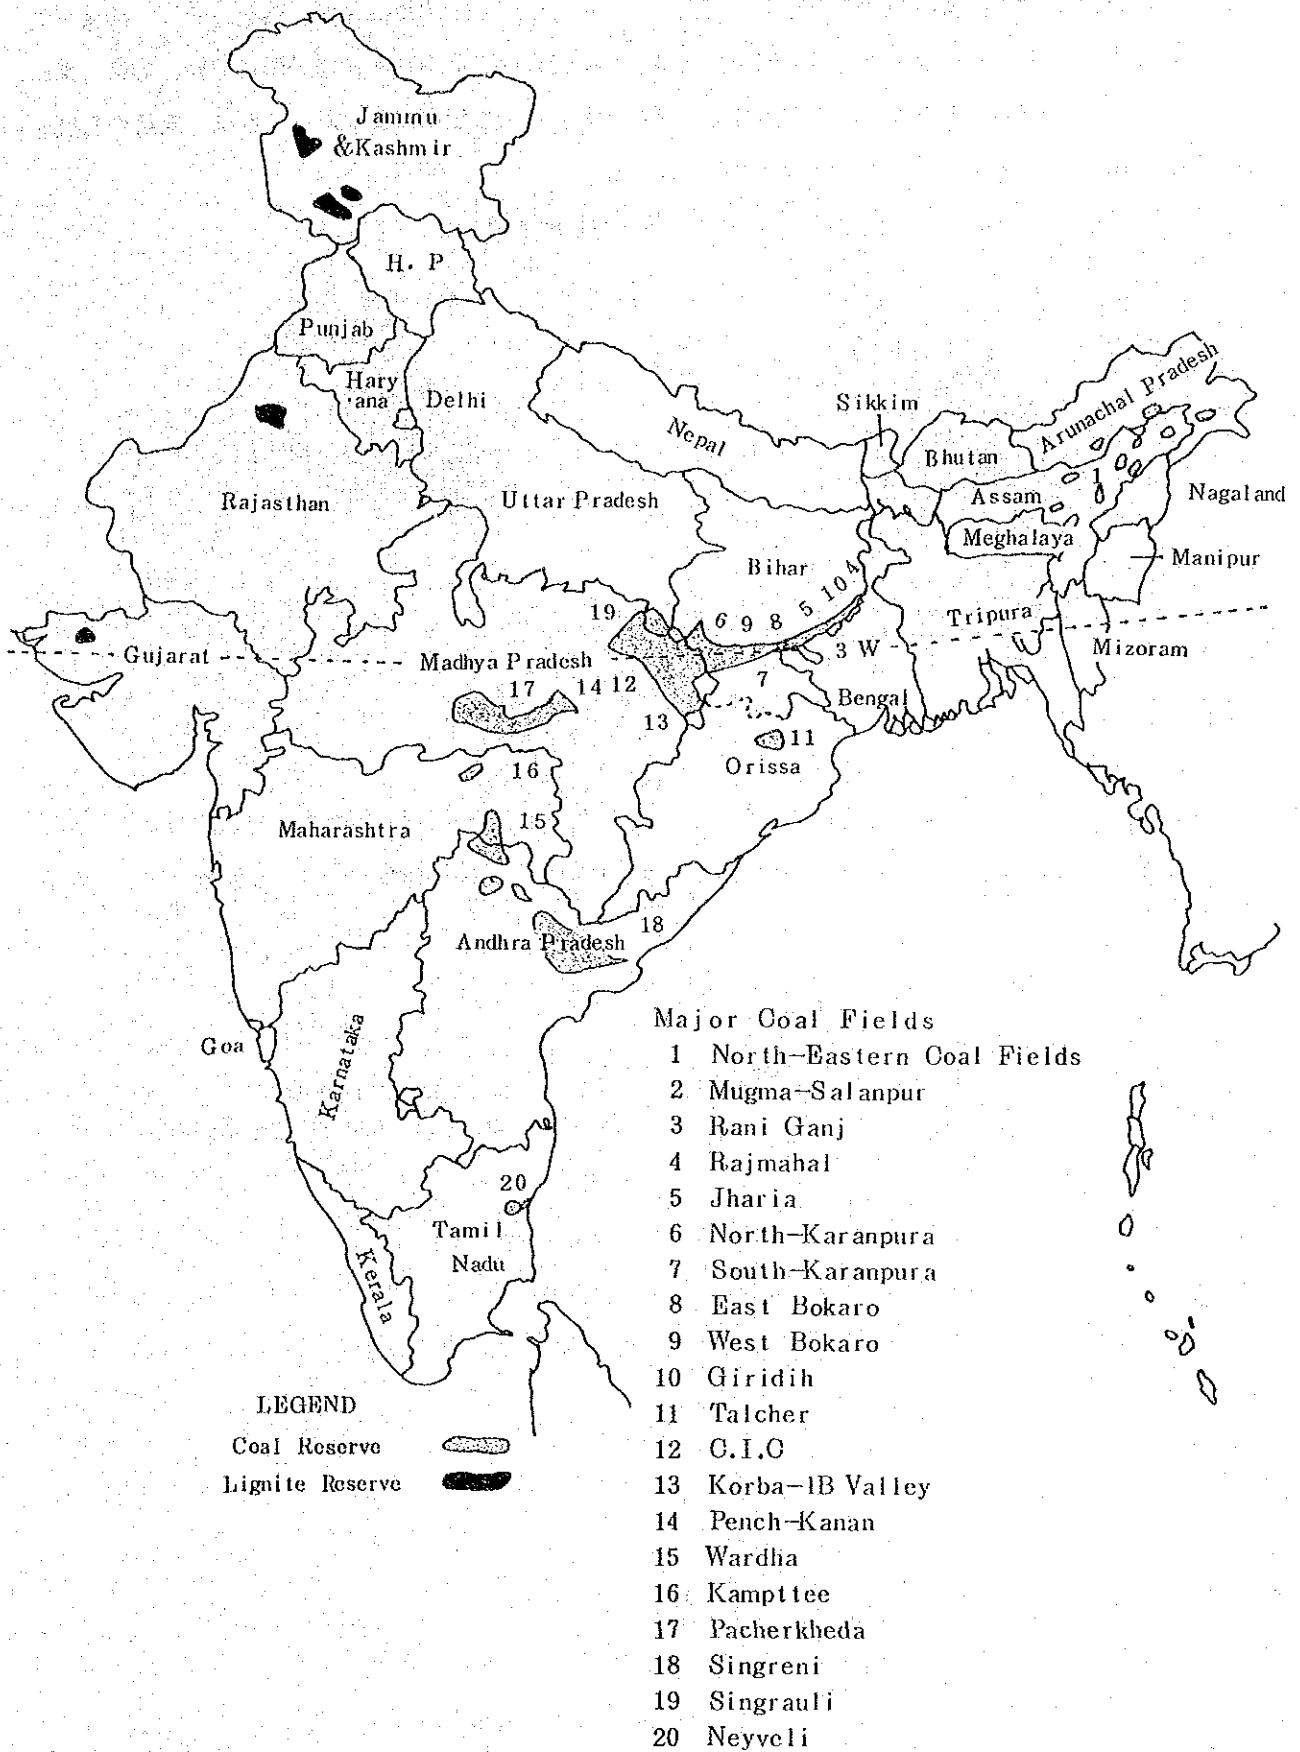 Jammu
&Kashmir
H. P
Punjab
Hary
ana
Delhi
Rajasthan
Uttar Pradesh
Nepal
Sikkim
Bhutan
Arunachal Pradesh
1
Assam
Nagaland
Meghalaya
Manipur
Bihar
4
10
5
8
9
6
19
Tripura
Mizoram
3 W
Bengal
7
Gujarat
Madhya Pradesh
17
14
12
13
11
Orissa
16
15
Maharashtra
18
Andhra Pradesh
Goa
Karnataka
20
Tamil
Nadu
Kerala
Major Coal Fields
1 North-Eastern Coal Fields
2 Mugma-Salanpur
3 Rani Ganj
4 Rajmahal
5 Jharia
6 North-Karanpura
7 South-Karanpura
8 East Bokaro
9 West Bokaro
10 Giridih
11 Talcher
12 C.I.C
13 Korba-IB Valley
14 Pench-Kanan
15 Wardha
16 Kampttee
17 Pacherkheda
18 Singreni
19 Singrauli
20 Neyveli
LEGEND
Coal Reserve
Lignite Reserve